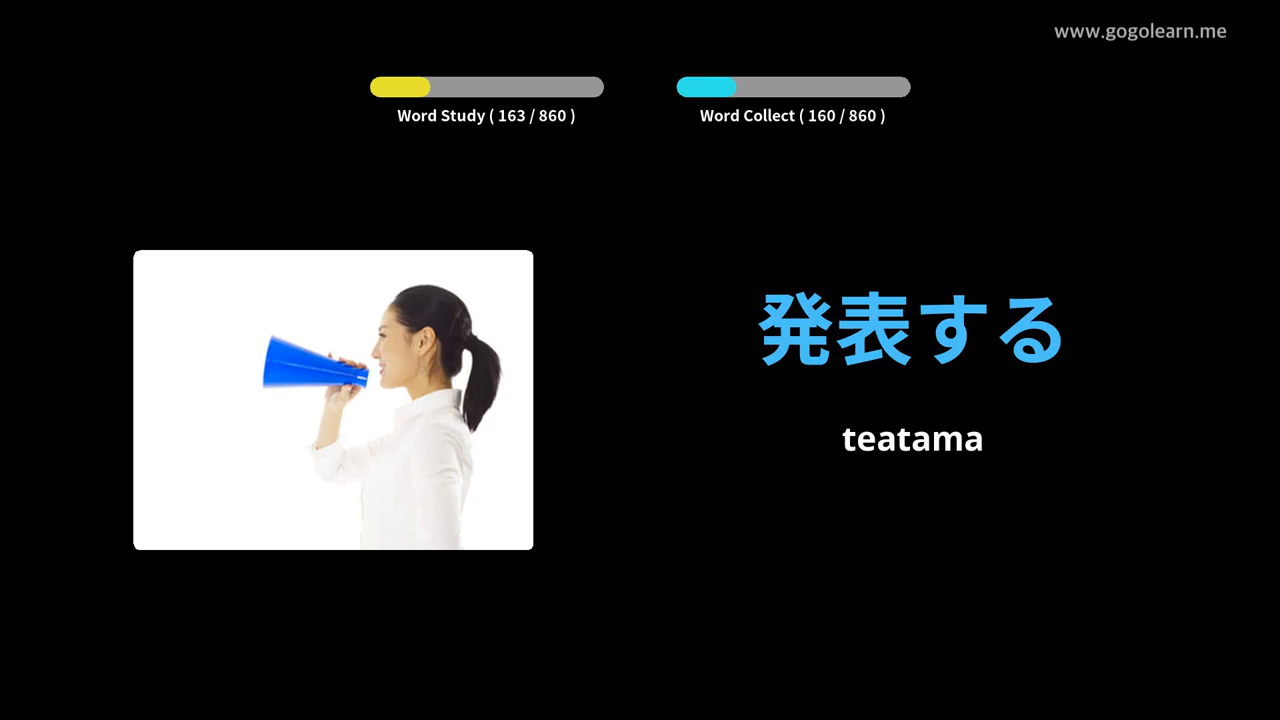 www.gogolearn.me
Word Study ( 163 / 860 )
Word Collect ( 160 / 860 )
発表する
teatama